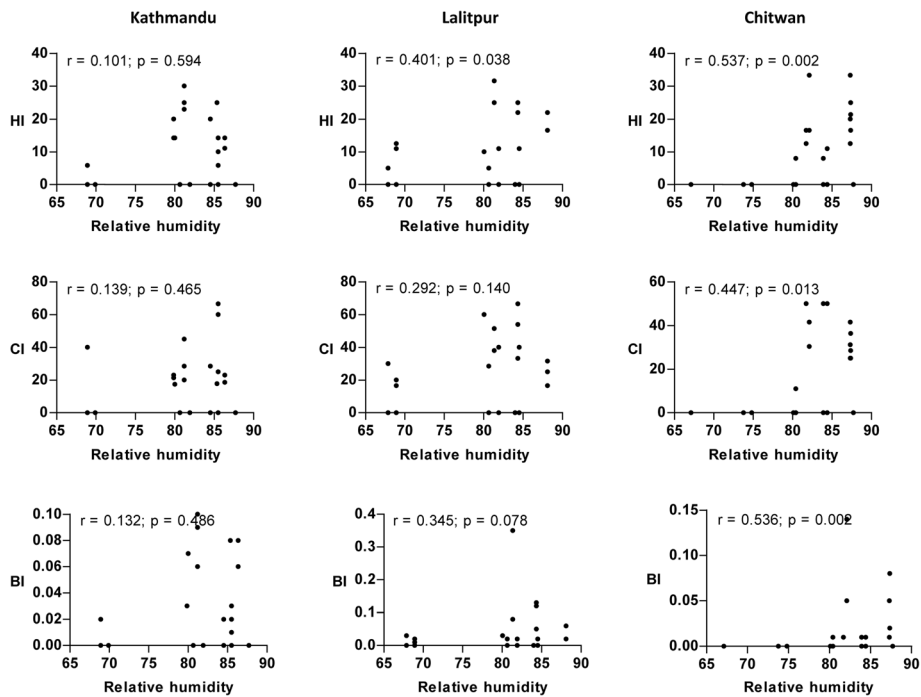 Kathmandu Lalitpur Chitwan
r = 0.101; p = 0.594
HI
40
30
20
10
0
65 70 75 80 85 90
Relative humidity
r = 0.401; p = 0.038
HI
40
30
20
10
0
65 70 75 80 85 90
Relative humidity
r = 0.537; p = 0.002
HI
40
30
20
10
0
65 70 75 80 85 90
Relative humidity
r = 0.139; p = 0.465
CI
80
60
40
20
0
65 70 75 80 85 90
Relative humidity
r = 0.292; p = 0.140
CI
80
60
40
20
0
65 70 75 80 85 90
Relative humidity
r = 0.447; p = 0.013
CI
60
40
20
0
65 70 75 80 85 90
Relative humidity
r = 0.132; p = 0.486
BI
0.10
0.08
0.06
0.04
0.02
0.00
65 70 75 80 85 90
Relative humidity
r = 0.345; p = 0.078
BI
0.4
0.3
0.2
0.1
0.0
65 70 75 80 85 90
Relative humidity
r = 0.536; p = 0.002
BI
0.15
0.10
0.05
0.00
65 70 75 80 85 90
Relative humidity